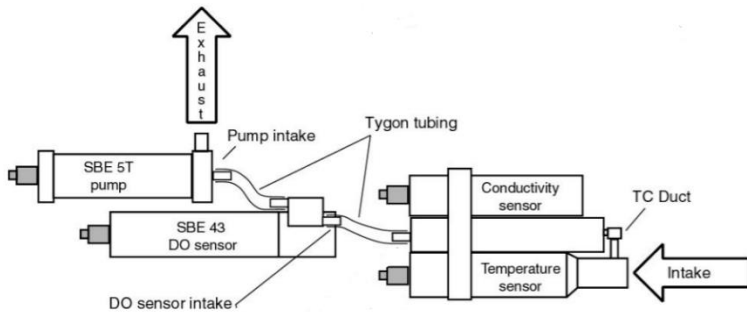 Exhaust
Pump intake
Tygon tubing
SBE 5T
pump
Conductivity
sensor
TC Duct
SBE 43
DO sensor
Temperature
sensor
Intake
DO sensor intake